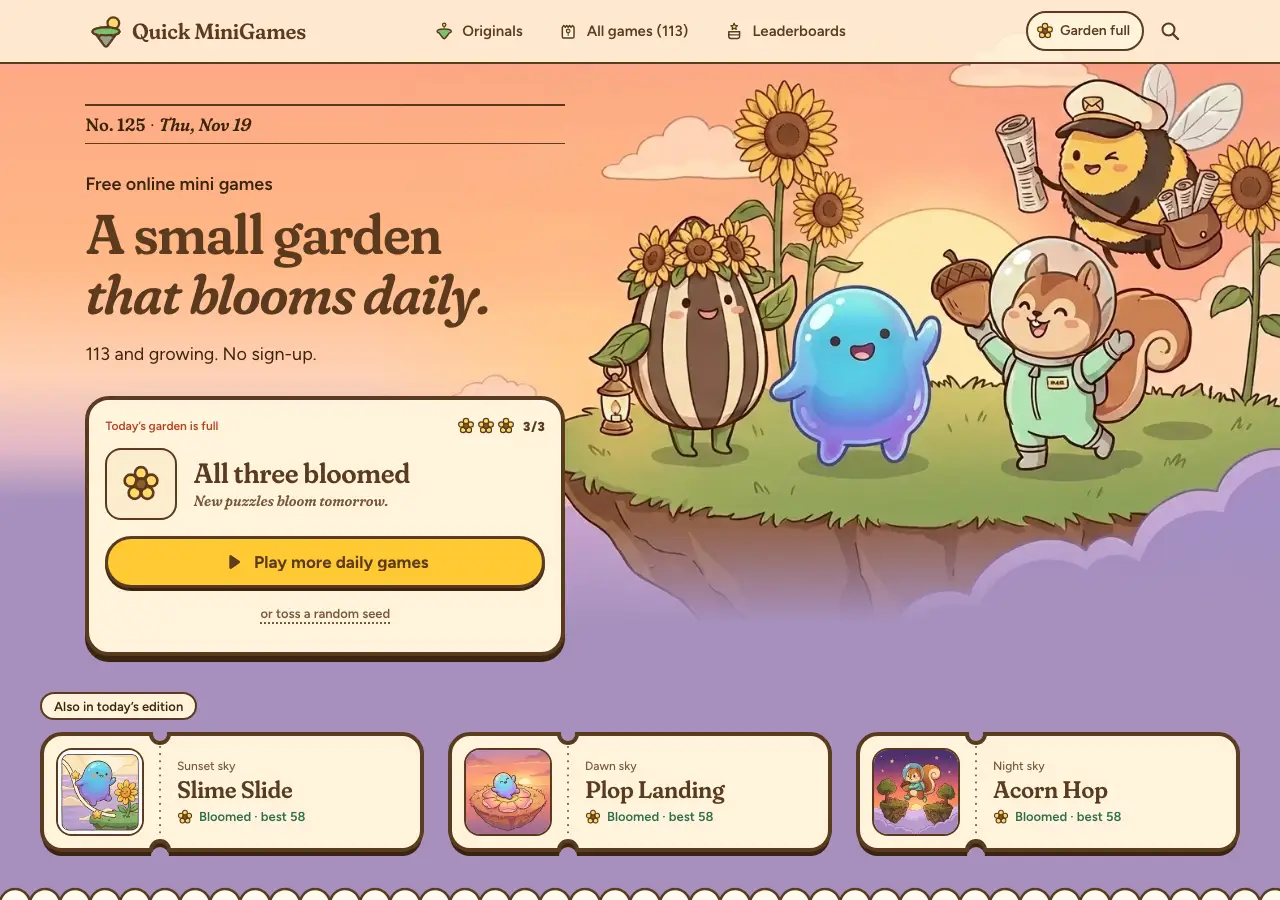 Quick MiniGames
Originals
All games (113)
Leaderboards
Garden full
No. 125 · Thu, Nov 19
Free online mini games
A small garden
that blooms daily.
113 and growing. No sign-up.
Today's garden is full
3/3
All three bloomed
New puzzles bloom tomorrow.
Play more daily games
or toss a random seed
Also in today's edition
Sunset sky
Slime Slide
Bloomed · best 58
Dawn sky
Plop Landing
Bloomed · best 58
Night sky
Acorn Hop
Bloomed · best 58